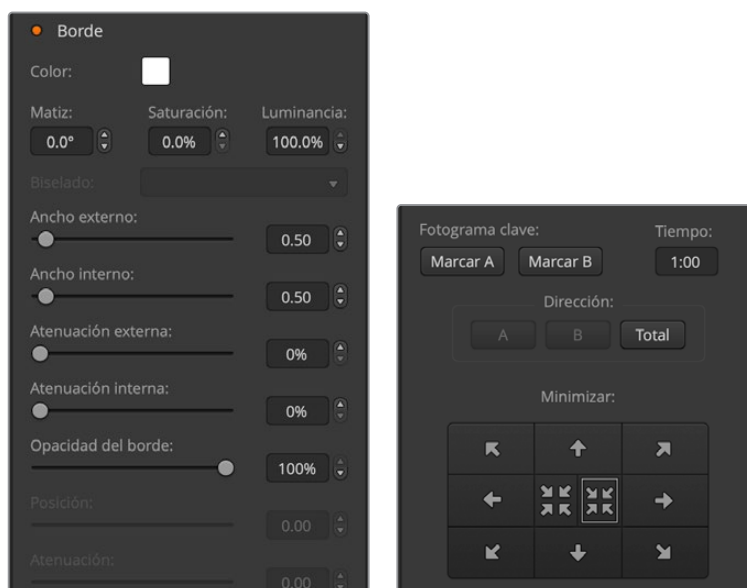 Borde
Color:
Matiz: Saturación: Luminancia:
0.0° 0.0% 100.0%
Biselado:
Ancho externo:
0.50
Ancho interno:
0.50
Atenuación externa:
0%
Atenuación interna:
0%
Opacidad del borde:
100%
Posición:
0.00
Atenuación:
0.00
Fotograma clave: Tiempo:
Marcar A Marcar B 1:00
Dirección:
A B Total
Minimizar: